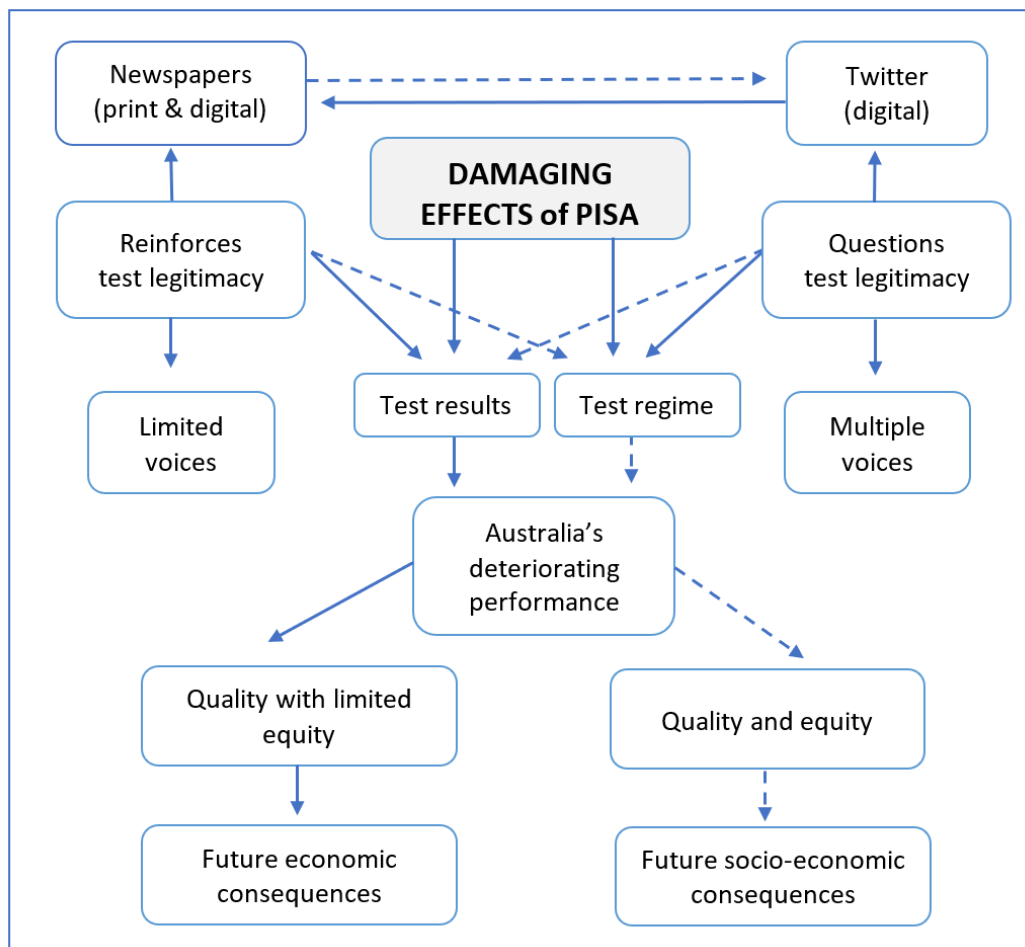 Newspapers
(print & digital)
Twitter
(digital)
DAMAGING
EFFECTS of PISA
Reinforces
test legitimacy
Questions
test legitimacy
Limited
voices
Test results
Test regime
Multiple
voices
Australia’s
deteriorating
performance
Quality with limited
equity
Quality and equity
Future economic
consequences
Future socio-economic
consequences